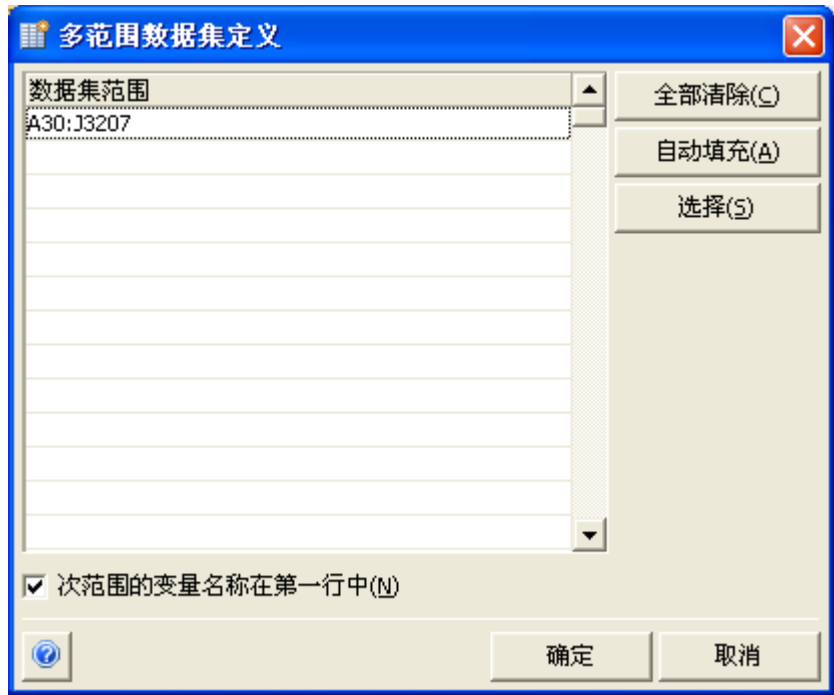 多范围数据集定义
数据集范围
A30:J3207
全部清除(C)
自动填充(A)
选择(S)
次范围的变量名称在第一行中(N)
确定
取消